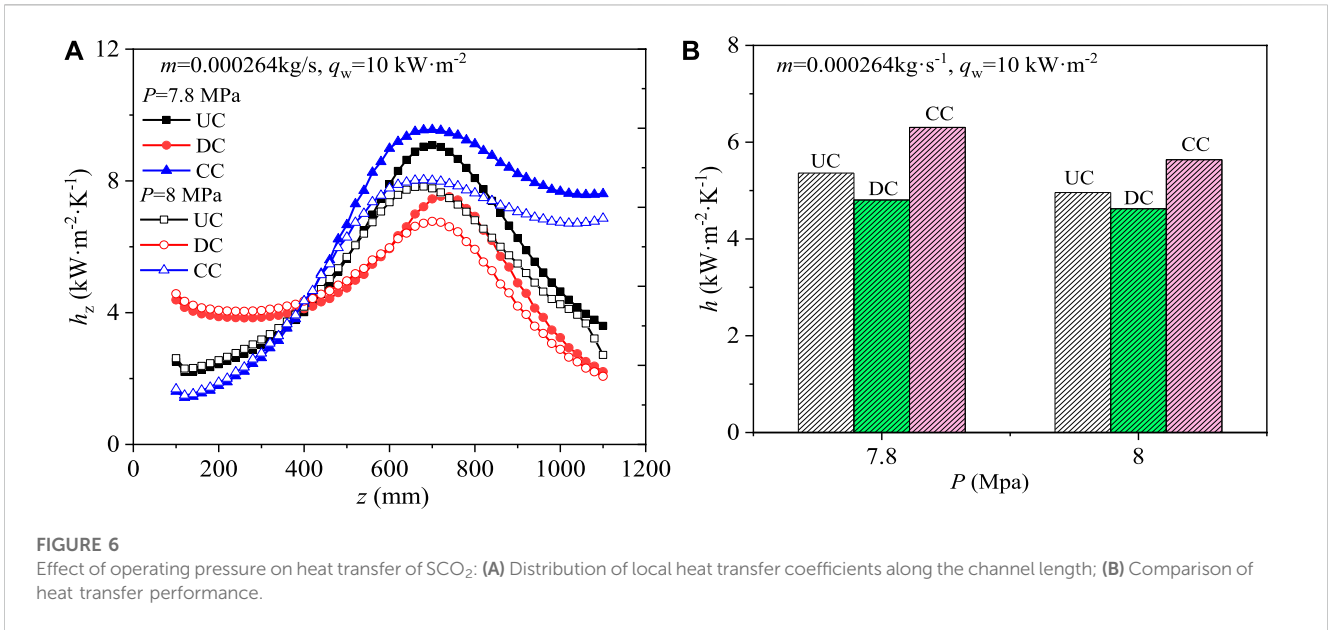 A
m=0.000264kg/s, q_w=10 kW·m⁻²
P=7.8 MPa
UC
DC
CC
P=8 MPa
UC
DC
CC
h_z (kW·m⁻²·K⁻¹)
12
8
4
0
0 200 400 600 800 1000 1200
z (mm)
B
m=0.000264kg·s⁻¹, q_w=10 kW·m⁻²
h (kW·m⁻²·K⁻¹)
8
6
4
2
0
UC DC CC
UC DC CC
7.8 8
P (Mpa)
FIGURE 6
Effect of operating pressure on heat transfer of SCO₂: (A) Distribution of local heat transfer coefficients along the channel length; (B) Comparison of
heat transfer performance.